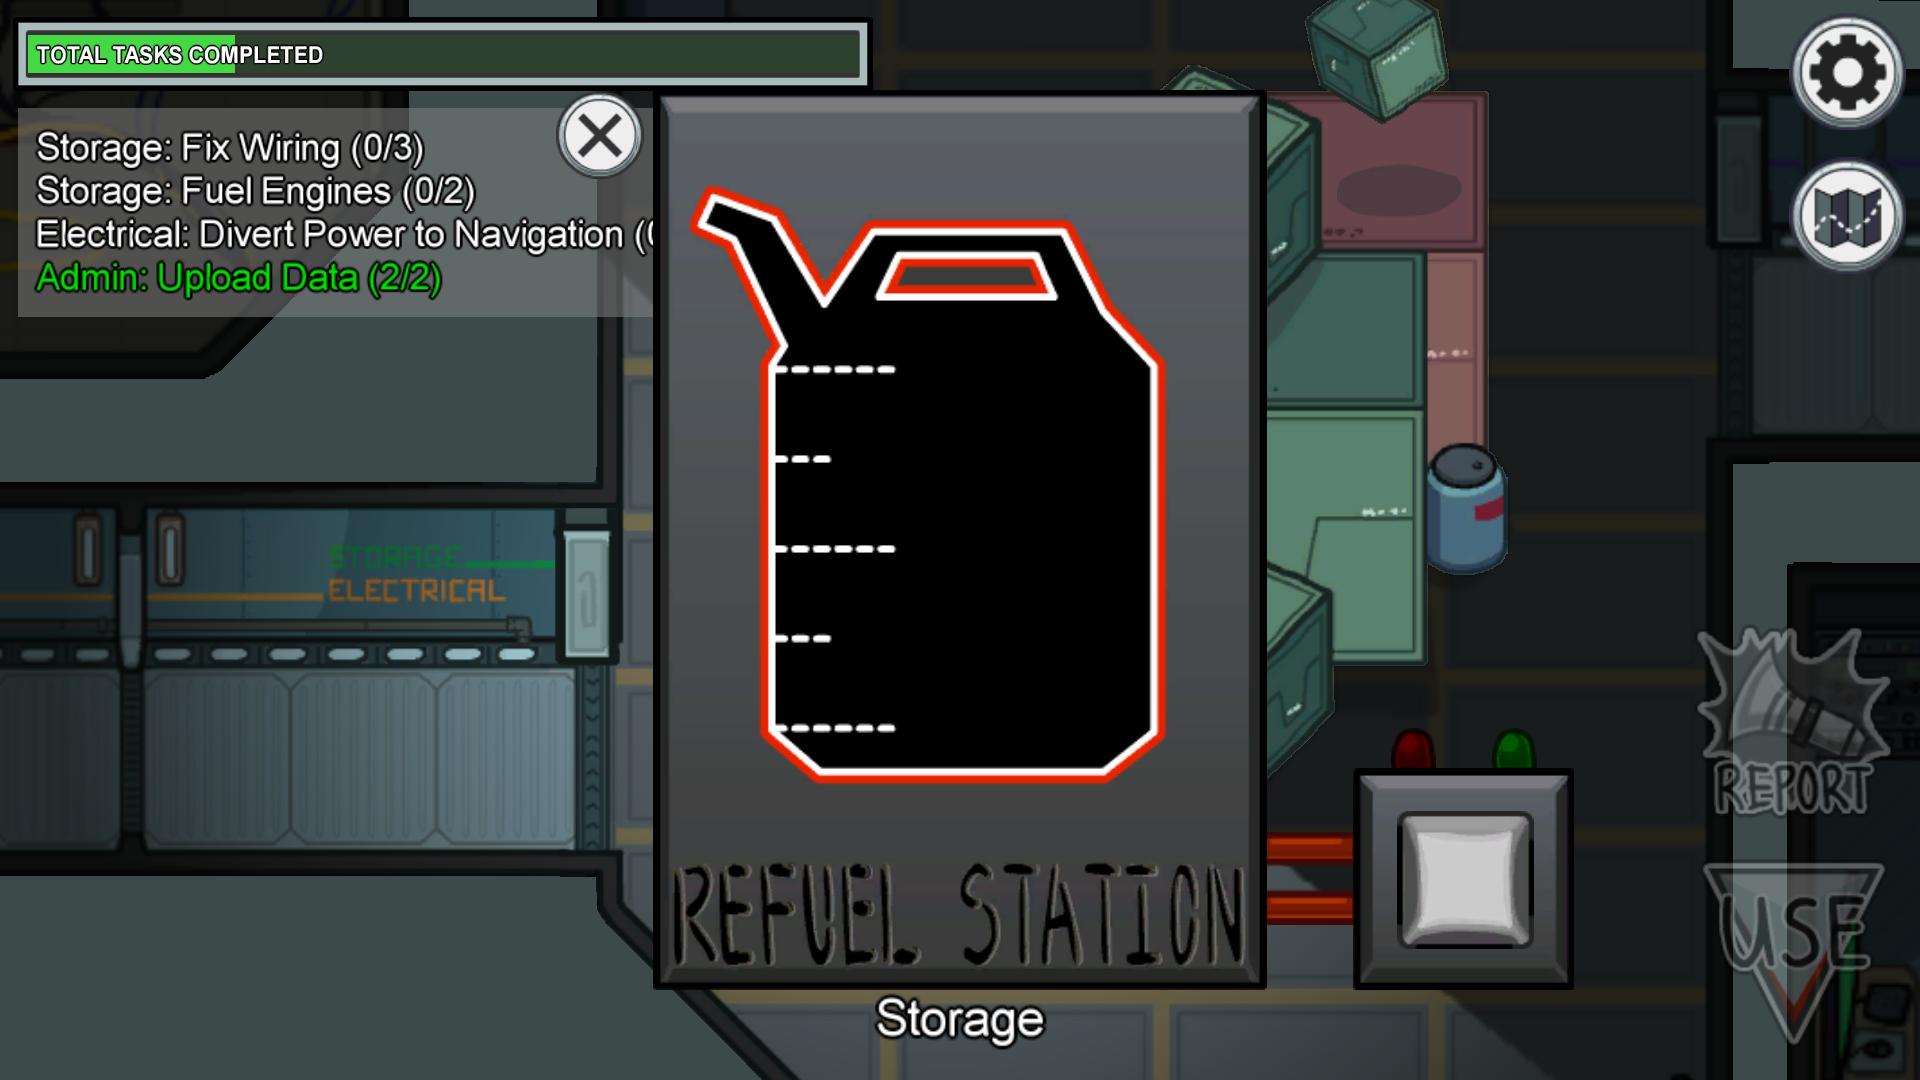 TOTAL TASKS COMPLETED
Storage: Fix Wiring (0/3)
Storage: Fuel Engines (0/2)
Electrical: Divert Power to Navigation (0
Admin: Upload Data (2/2)
STORAGE
ELECTRICAL
REPORT
REFUEL STATION
USE
Storage